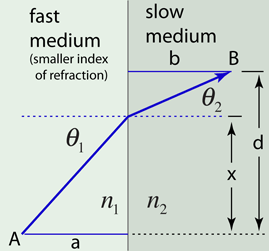 fast
medium
(smaller index
of refraction)
slow
medium
b
B
θ2
θ1
d
x
n1
n2
A
a